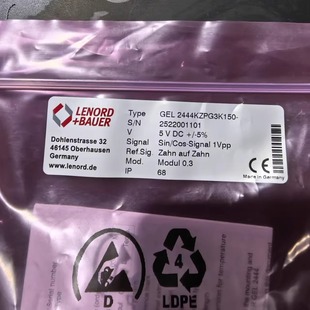 LENORD
+BAUER
Dohlenstrasse 32
46145 Oberhausen
Germany
www.lenord.de
Type GEL 2444KZPG3K150-
S/N 2522001101
V 5 V DC +/-5%
Signal Sin/Cos-Signal 1Vpp
Ref.Sig. Zahn auf Zahn
Mod. Modul 0.3
IP 68
CE
Made in Germany
D
4
LDPE